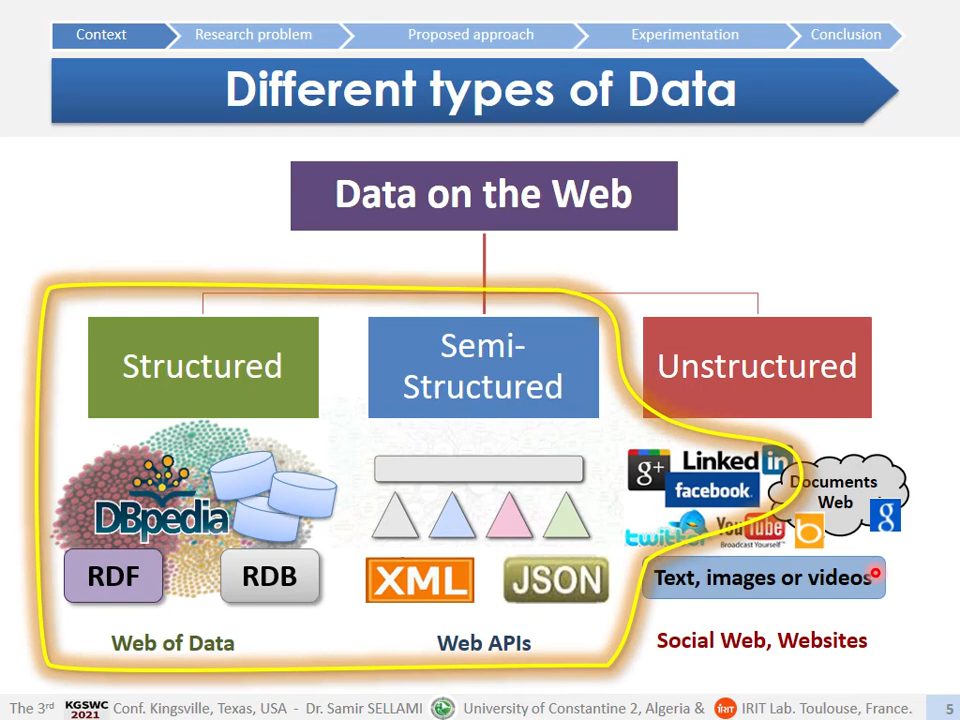 Context
Research problem
Proposed approach
Experimentation
Conclusion
Different types of Data
Data on the Web
Structured
Semi-
Structured
Unstructured
DBpedia
RDF
RDB
Web of Data
XML
JSON
Web APIs
g+
Linked in
facebook
Documents
Web
twitter
YouTube
Broadcast Yourself™
b
g
Text, images or videos
Social Web, Websites
The 3rd KGSWC 2021 Conf. Kingsville, Texas, USA - Dr. Samir SELLAMI University of Constantine 2, Algeria & IRIT IRIT Lab. Toulouse, France. 5